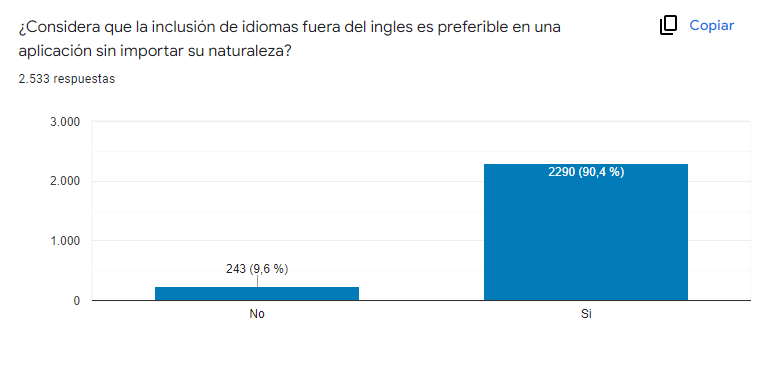 ¿Considera que la inclusión de idiomas fuera del ingles es preferible en una
aplicación sin importar su naturaleza?
Copiar
2.533 respuestas
3.000
2.000
1.000
0
243 (9,6 %)
2290 (90,4 %)
No
Si